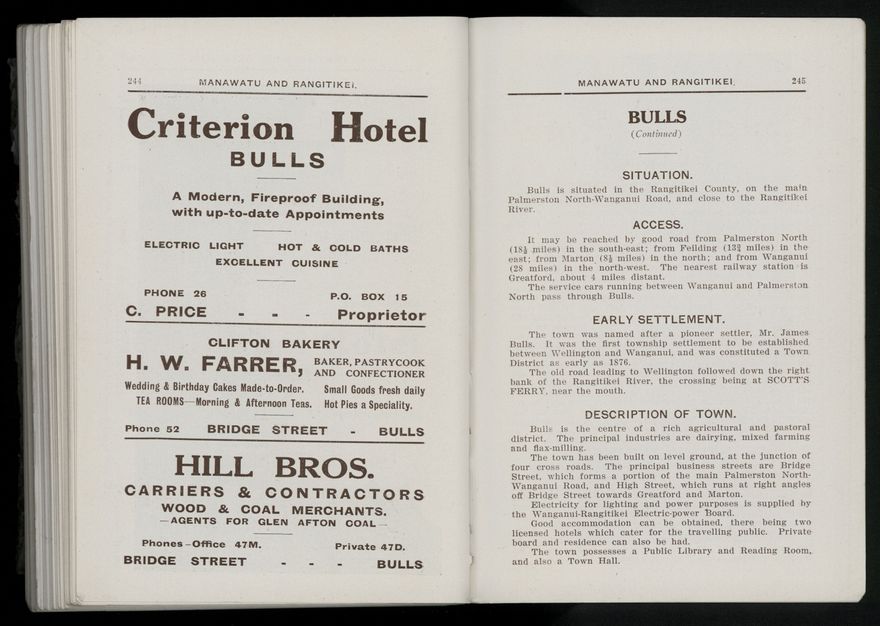 244 MANAWATU AND RANGITIKEI.
Criterion Hotel
BULLS
A Modern, Fireproof Building,
with up-to-date Appointments
ELECTRIC LIGHT HOT & COLD BATHS
EXCELLENT CUISINE
PHONE 26 P.O. BOX 15
C. PRICE - - - Proprietor
CLIFTON BAKERY
H. W. FARRER, BAKER, PASTRYCOOK
AND CONFECTIONER
Wedding & Birthday Cakes Made-to-Order. Small Goods fresh daily
TEA ROOMS—Morning & Afternoon Teas. Hot Pies a Speciality.
Phone 52 BRIDGE STREET - BULLS
HILL BROS.
CARRIERS & CONTRACTORS
WOOD & COAL MERCHANTS.
—AGENTS FOR GLEN AFTON COAL—
Phones—Office 47M. Private 47D.
BRIDGE STREET - - - BULLS
MANAWATU AND RANGITIKEI. 245
BULLS
(Continued)
SITUATION.
Bulls is situated in the Rangitikei County, on the main
Palmerston North-Wanganui Road, and close to the Rangitikei
River.
ACCESS.
It may be reached by good road from Palmerston North
(18½ miles) in the south-east; from Feilding (13¾ miles) in the
east; from Marton (8½ miles) in the north; and from Wanganui
(28 miles) in the north-west. The nearest railway station is
Greatford, about 4 miles distant.
The service cars running between Wanganui and Palmerston
North pass through Bulls.
EARLY SETTLEMENT.
The town was named after a pioneer settler, Mr. James
Bulls. It was the first township settlement to be established
between Wellington and Wanganui, and was constituted a Town
District as early as 1876.
The old road leading to Wellington followed down the right
bank of the Rangitikei River, the crossing being at SCOTT'S
FERRY, near the mouth.
DESCRIPTION OF TOWN.
Bulls is the centre of a rich agricultural and pastoral
district. The principal industries are dairying, mixed farming
and flax-milling.
The town has been built on level ground, at the junction of
four cross roads. The principal business streets are Bridge
Street, which forms a portion of the main Palmerston North-
Wanganui Road, and High Street, which runs at right angles
off Bridge Street towards Greatford and Marton.
Electricity for lighting and power purposes is supplied by
the Wanganui-Rangitikei Electric-power Board.
Good accommodation can be obtained, there being two
licensed hotels which cater for the travelling public. Private
board and residence can also be had.
The town possesses a Public Library and Reading Room,
and also a Town Hall.